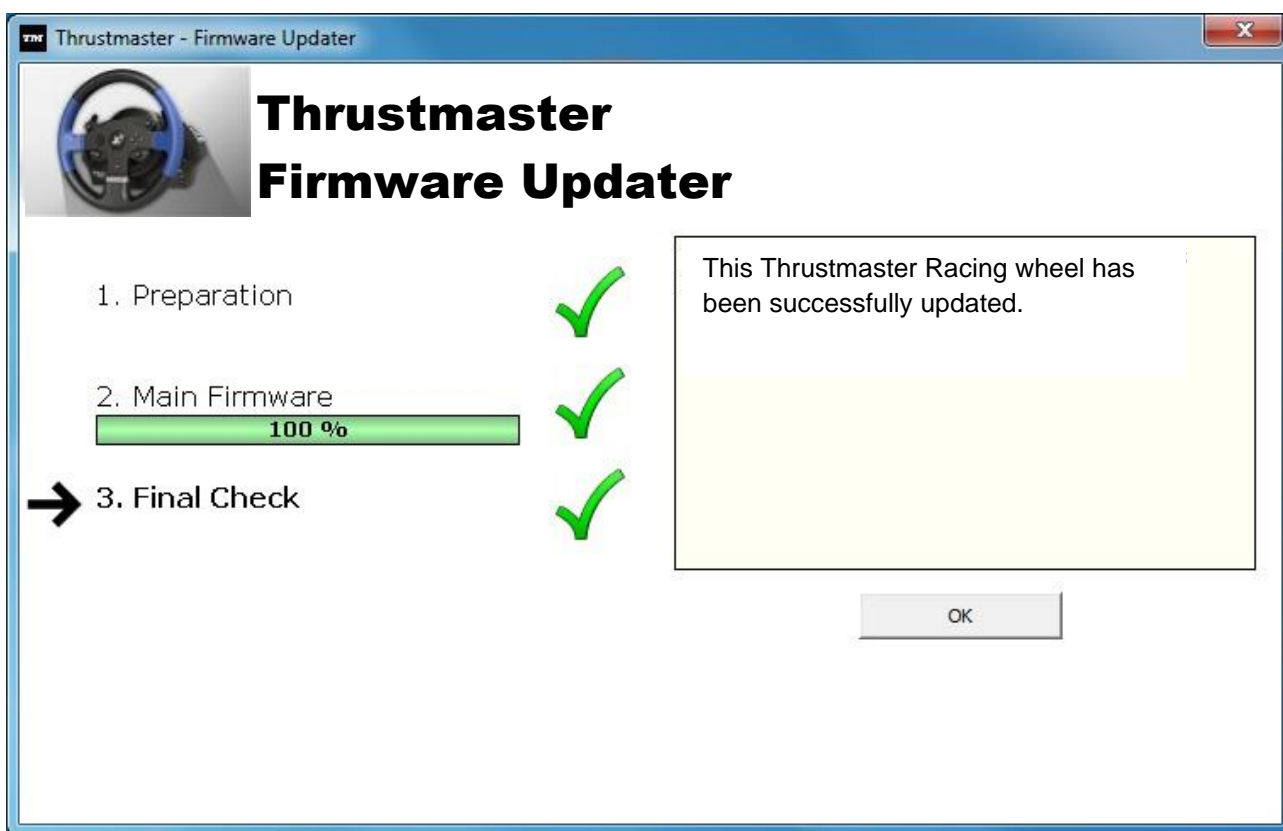 Thrustmaster - Firmware Updater
Thrustmaster
Firmware Updater
1. Preparation
2. Main Firmware
100 %
3. Final Check
This Thrustmaster Racing wheel has
been successfully updated.
OK